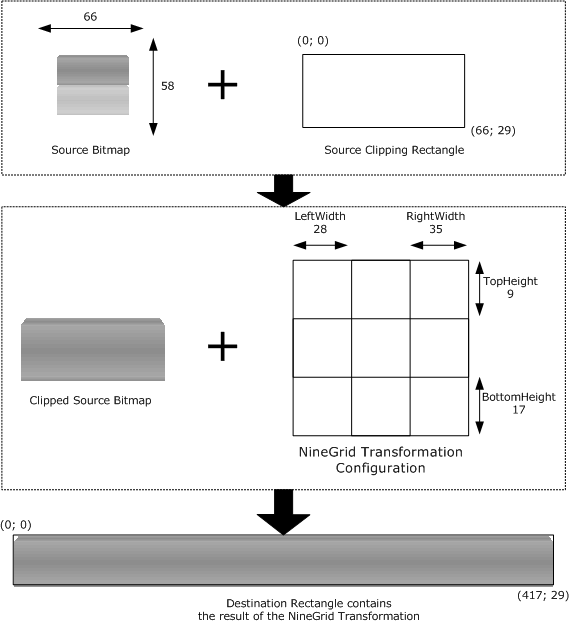 66
58
Source Bitmap
(0; 0)
(66; 29)
Source Clipping Rectangle
LeftWidth
28
RightWidth
35
TopHeight
9
BottomHeight
17
Clipped Source Bitmap
NineGrid Transformation
Configuration
(0; 0)
(417; 29)
Destination Rectangle contains
the result of the NineGrid Transformation